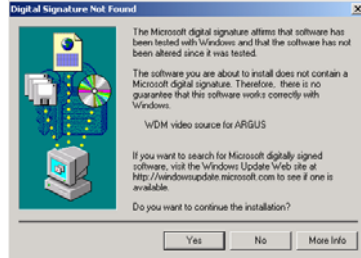 Digital Signature Not Found
The Microsoft digital signature affirms that software has
been tested with Windows and that the software has not
been altered since it was tested.
The software you are about to install does not contain a
Microsoft digital signature. Therefore, there is no
guarantee that this software works correctly with
Windows.
WDM video source for ARGUS
If you want to search for Microsoft digitally signed
software, visit the Windows Update Web site at
http://windowsupdate.microsoft.com to see if one is
available.
Do you want to continue the installation?
Yes
No
More Info